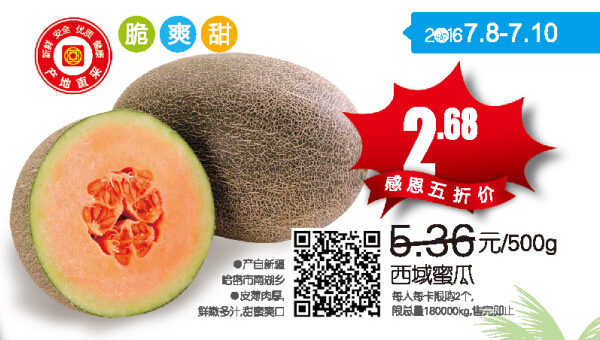 新鲜 安全 优质 健康
产地直采
脆 爽 甜
2016 7.8-7.10
2.68
感恩五折价
5.36元/500g
西域蜜瓜
每人每卡限购2个,
限总量180000kg,售完即止
●产自新疆
哈密市南湖乡
●皮薄肉厚,
鲜嫩多汁,甜蜜爽口